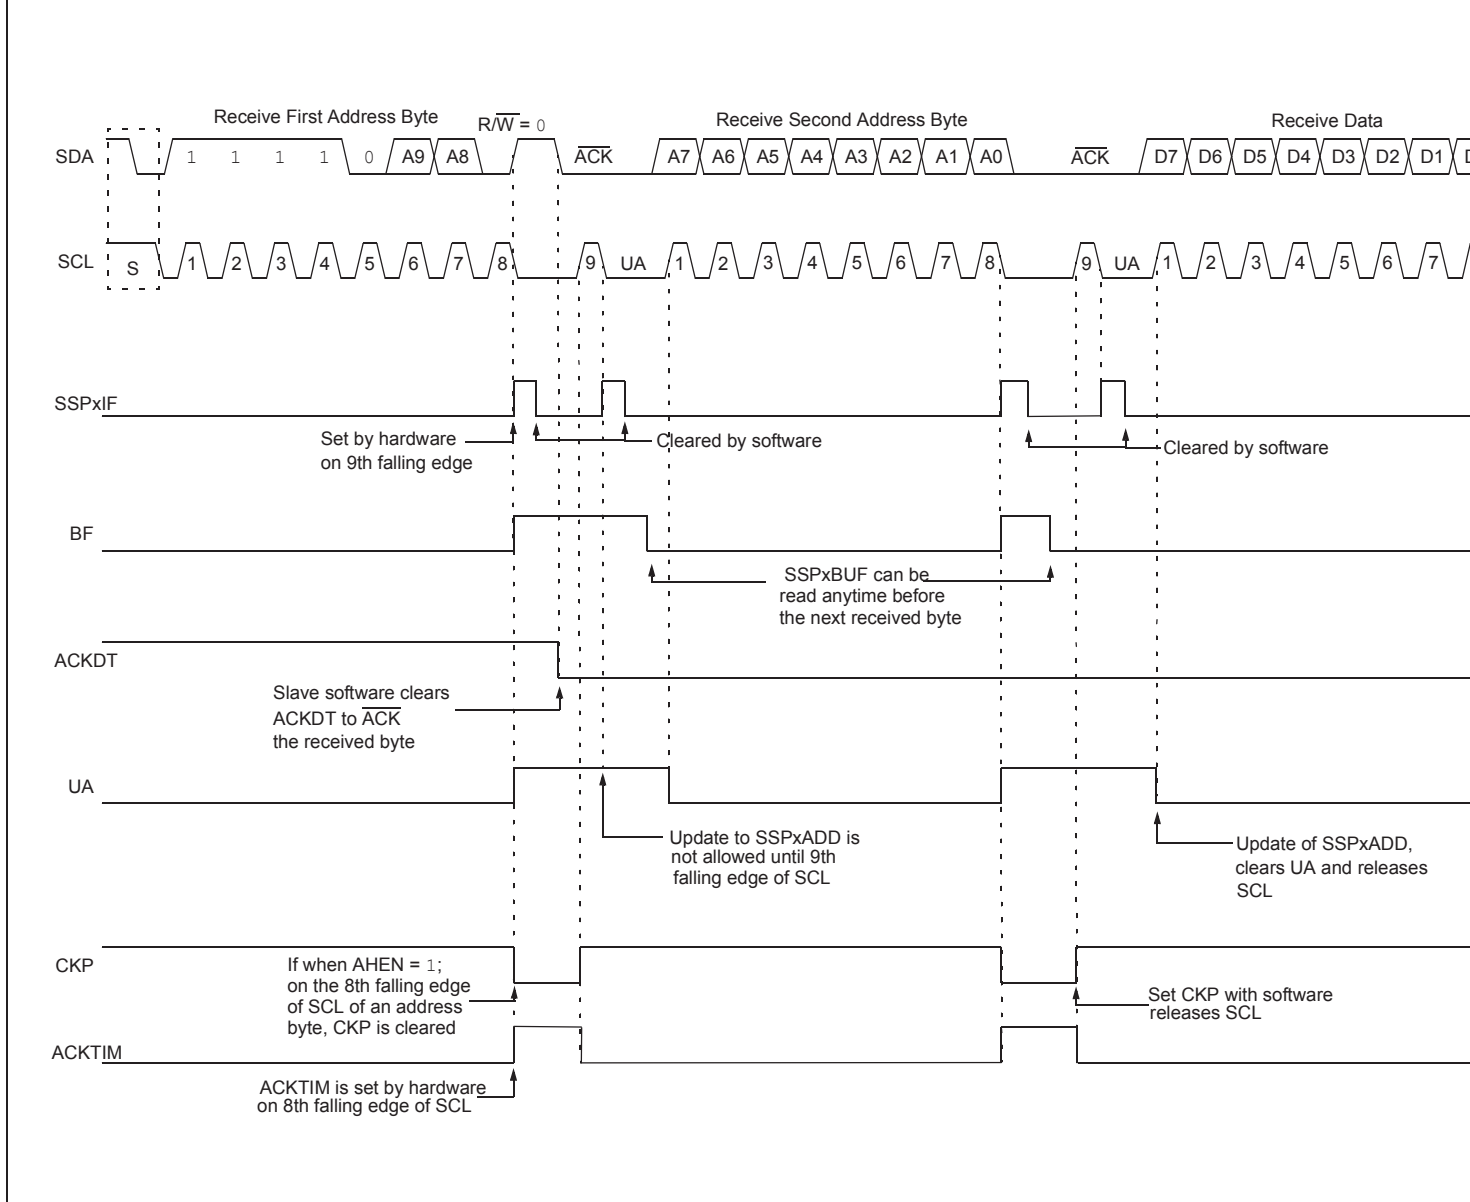 Receive First Address Byte
R/W = 0
Receive Second Address Byte
Receive Data
SDA
1 1 1 1 0 A9 A8
ACK
A7 A6 A5 A4 A3 A2 A1 A0
ACK
D7 D6 D5 D4 D3 D2 D1
SCL
S
1 2 3 4 5 6 7 8 9 UA 1 2 3 4 5 6 7 8 9 UA 1 2 3 4 5 6 7
SSPxIF
Set by hardware
on 9th falling edge
Cleared by software
Cleared by software
BF
SSPxBUF can be
read anytime before
the next received byte
ACKDT
Slave software clears
ACKDT to ACK
the received byte
UA
Update to SSPxADD is
not allowed until 9th
falling edge of SCL
Update of SSPxADD,
clears UA and releases
SCL
CKP
If when AHEN = 1;
on the 8th falling edge
of SCL of an address
byte, CKP is cleared
Set CKP with software
releases SCL
ACKTIM
ACKTIM is set by hardware
on 8th falling edge of SCL